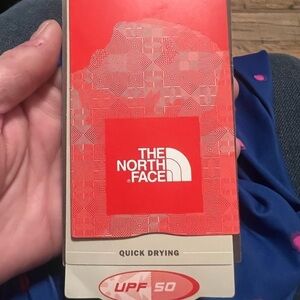 THE
NORTH
FACE
QUICK DRYING
UPF 50